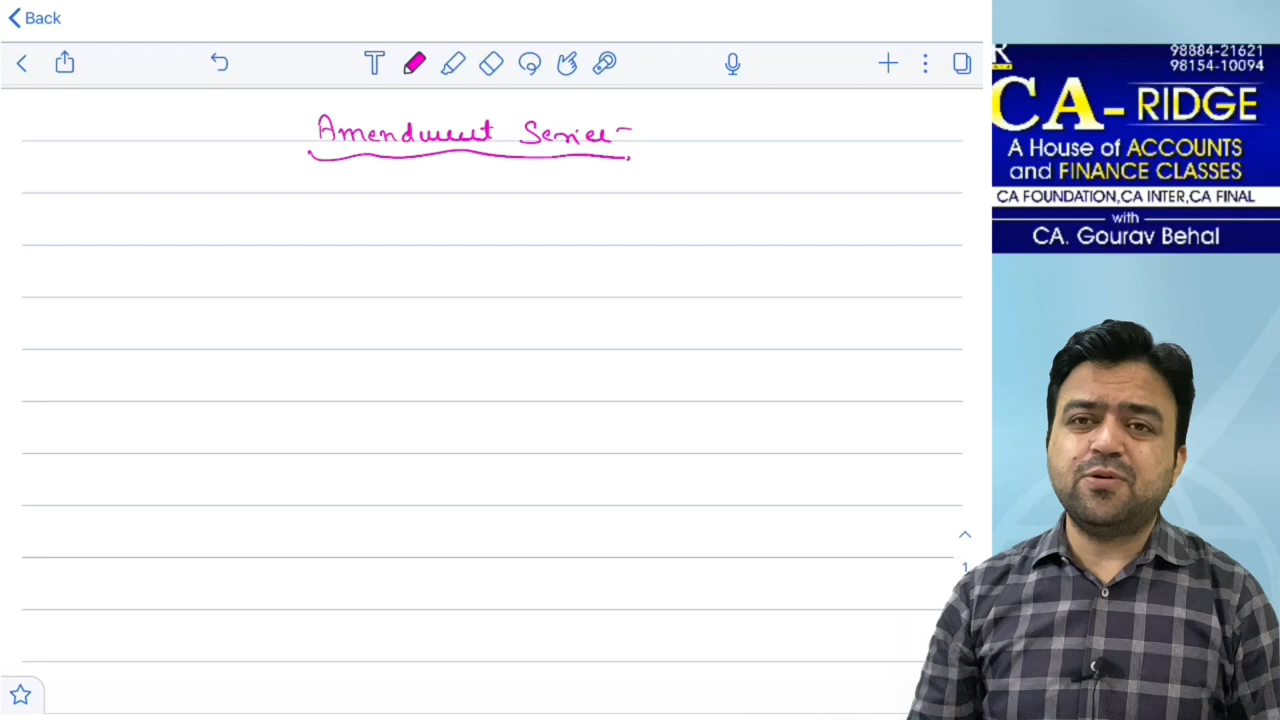 Back
Amendment Series
1
R
98884-21621
98154-10094
CA- RIDGE
A House of ACCOUNTS
and FINANCE CLASSES
CA FOUNDATION,CA INTER,CA FINAL
with
CA. Gourav Behal